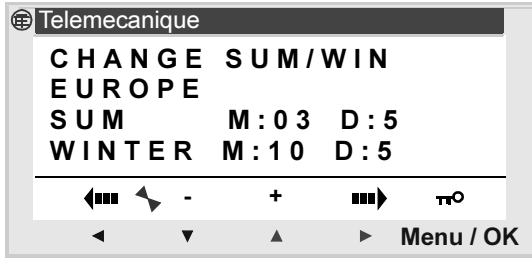 Telemecanique
CHANGE SUM/WIN
EUROPE
SUM M:03 D:5
WINTER M:10 D:5
- +
Menu / OK